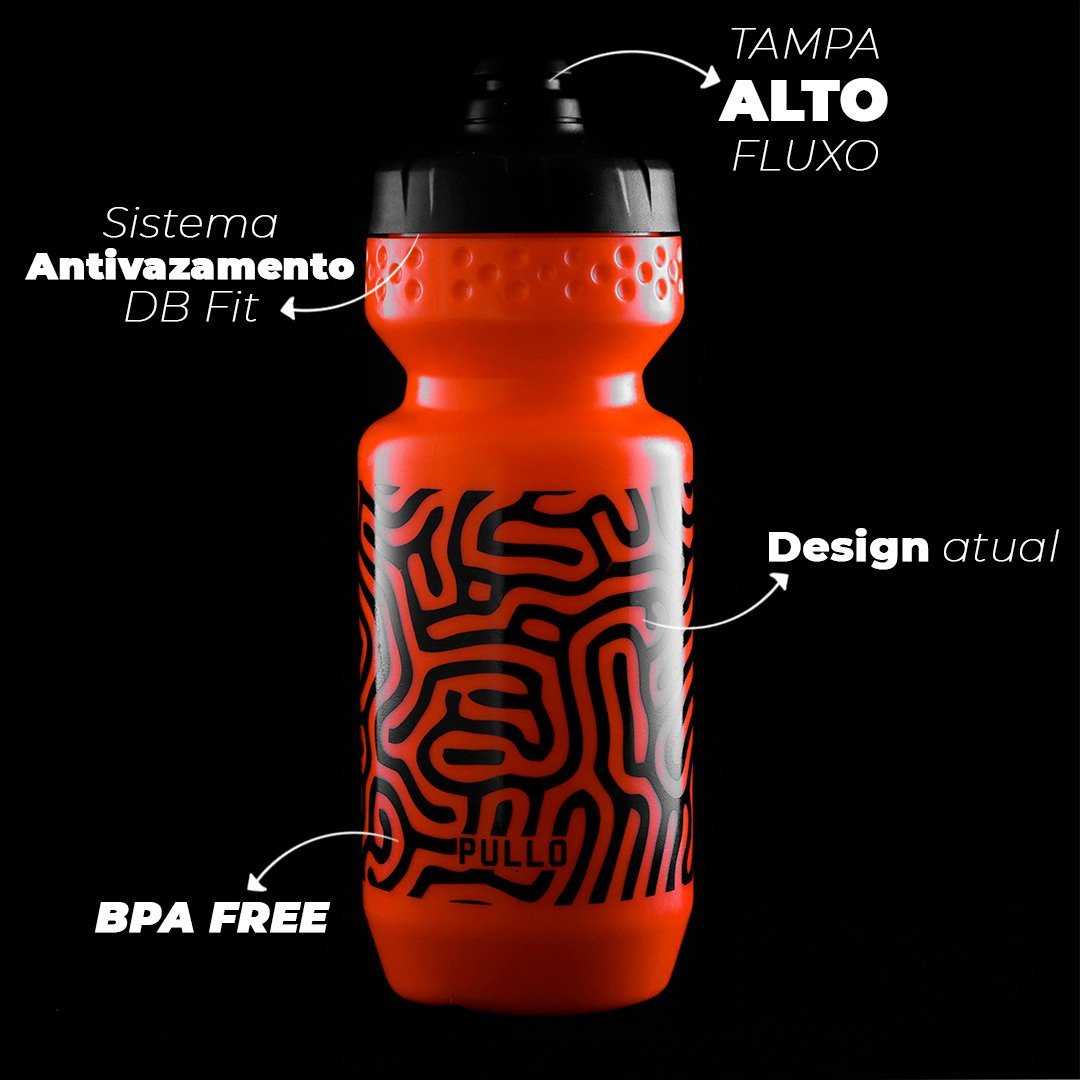 TAMPA
ALTO
FLUXO
Sistema
Antivazamento
DB Fit
Design atual
PULLO
BPA FREE